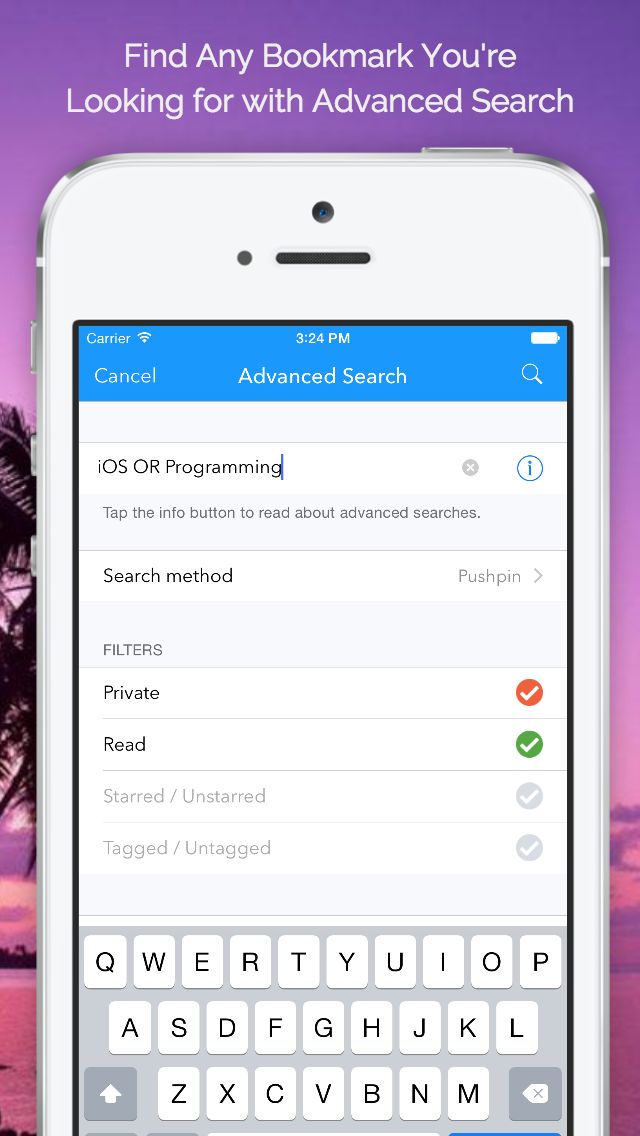 Find Any Bookmark You're
Looking for with Advanced Search
Carrier 3:24 PM
Cancel Advanced Search
iOS OR Programming
Tap the info button to read about advanced searches.
Search method Pushpin
FILTERS
Private
Read
Starred / Unstarred
Tagged / Untagged
Q W E R T Y U I O P
A S D F G H J K L
Z X C V B N M